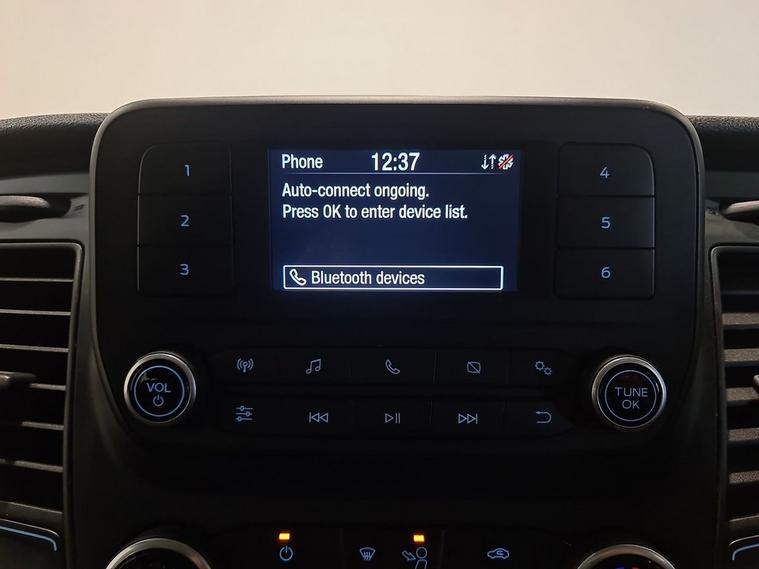 Phone 12:37
Auto-connect ongoing.
Press OK to enter device list.
Bluetooth devices
1
2
3
4
5
6
VOL
TUNE
OK